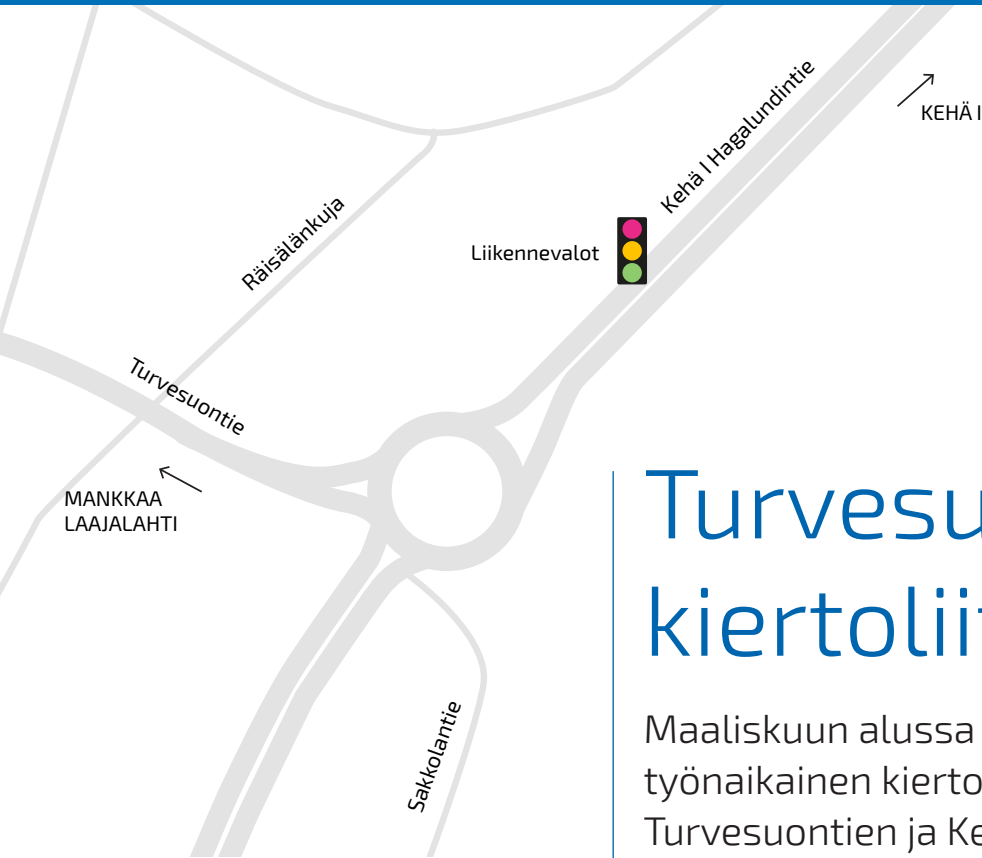 Kehä I Hagalundintie
KEHÄ I
Räisälänkuja
Liikennevalot
Turvesuontie
MANKKAA
LAAJALAHTI
Sakkolantie
Turvesu
kiertolii
Maaliskuun alussa
työnaikainen kierto
Turvesuontien ja Ke